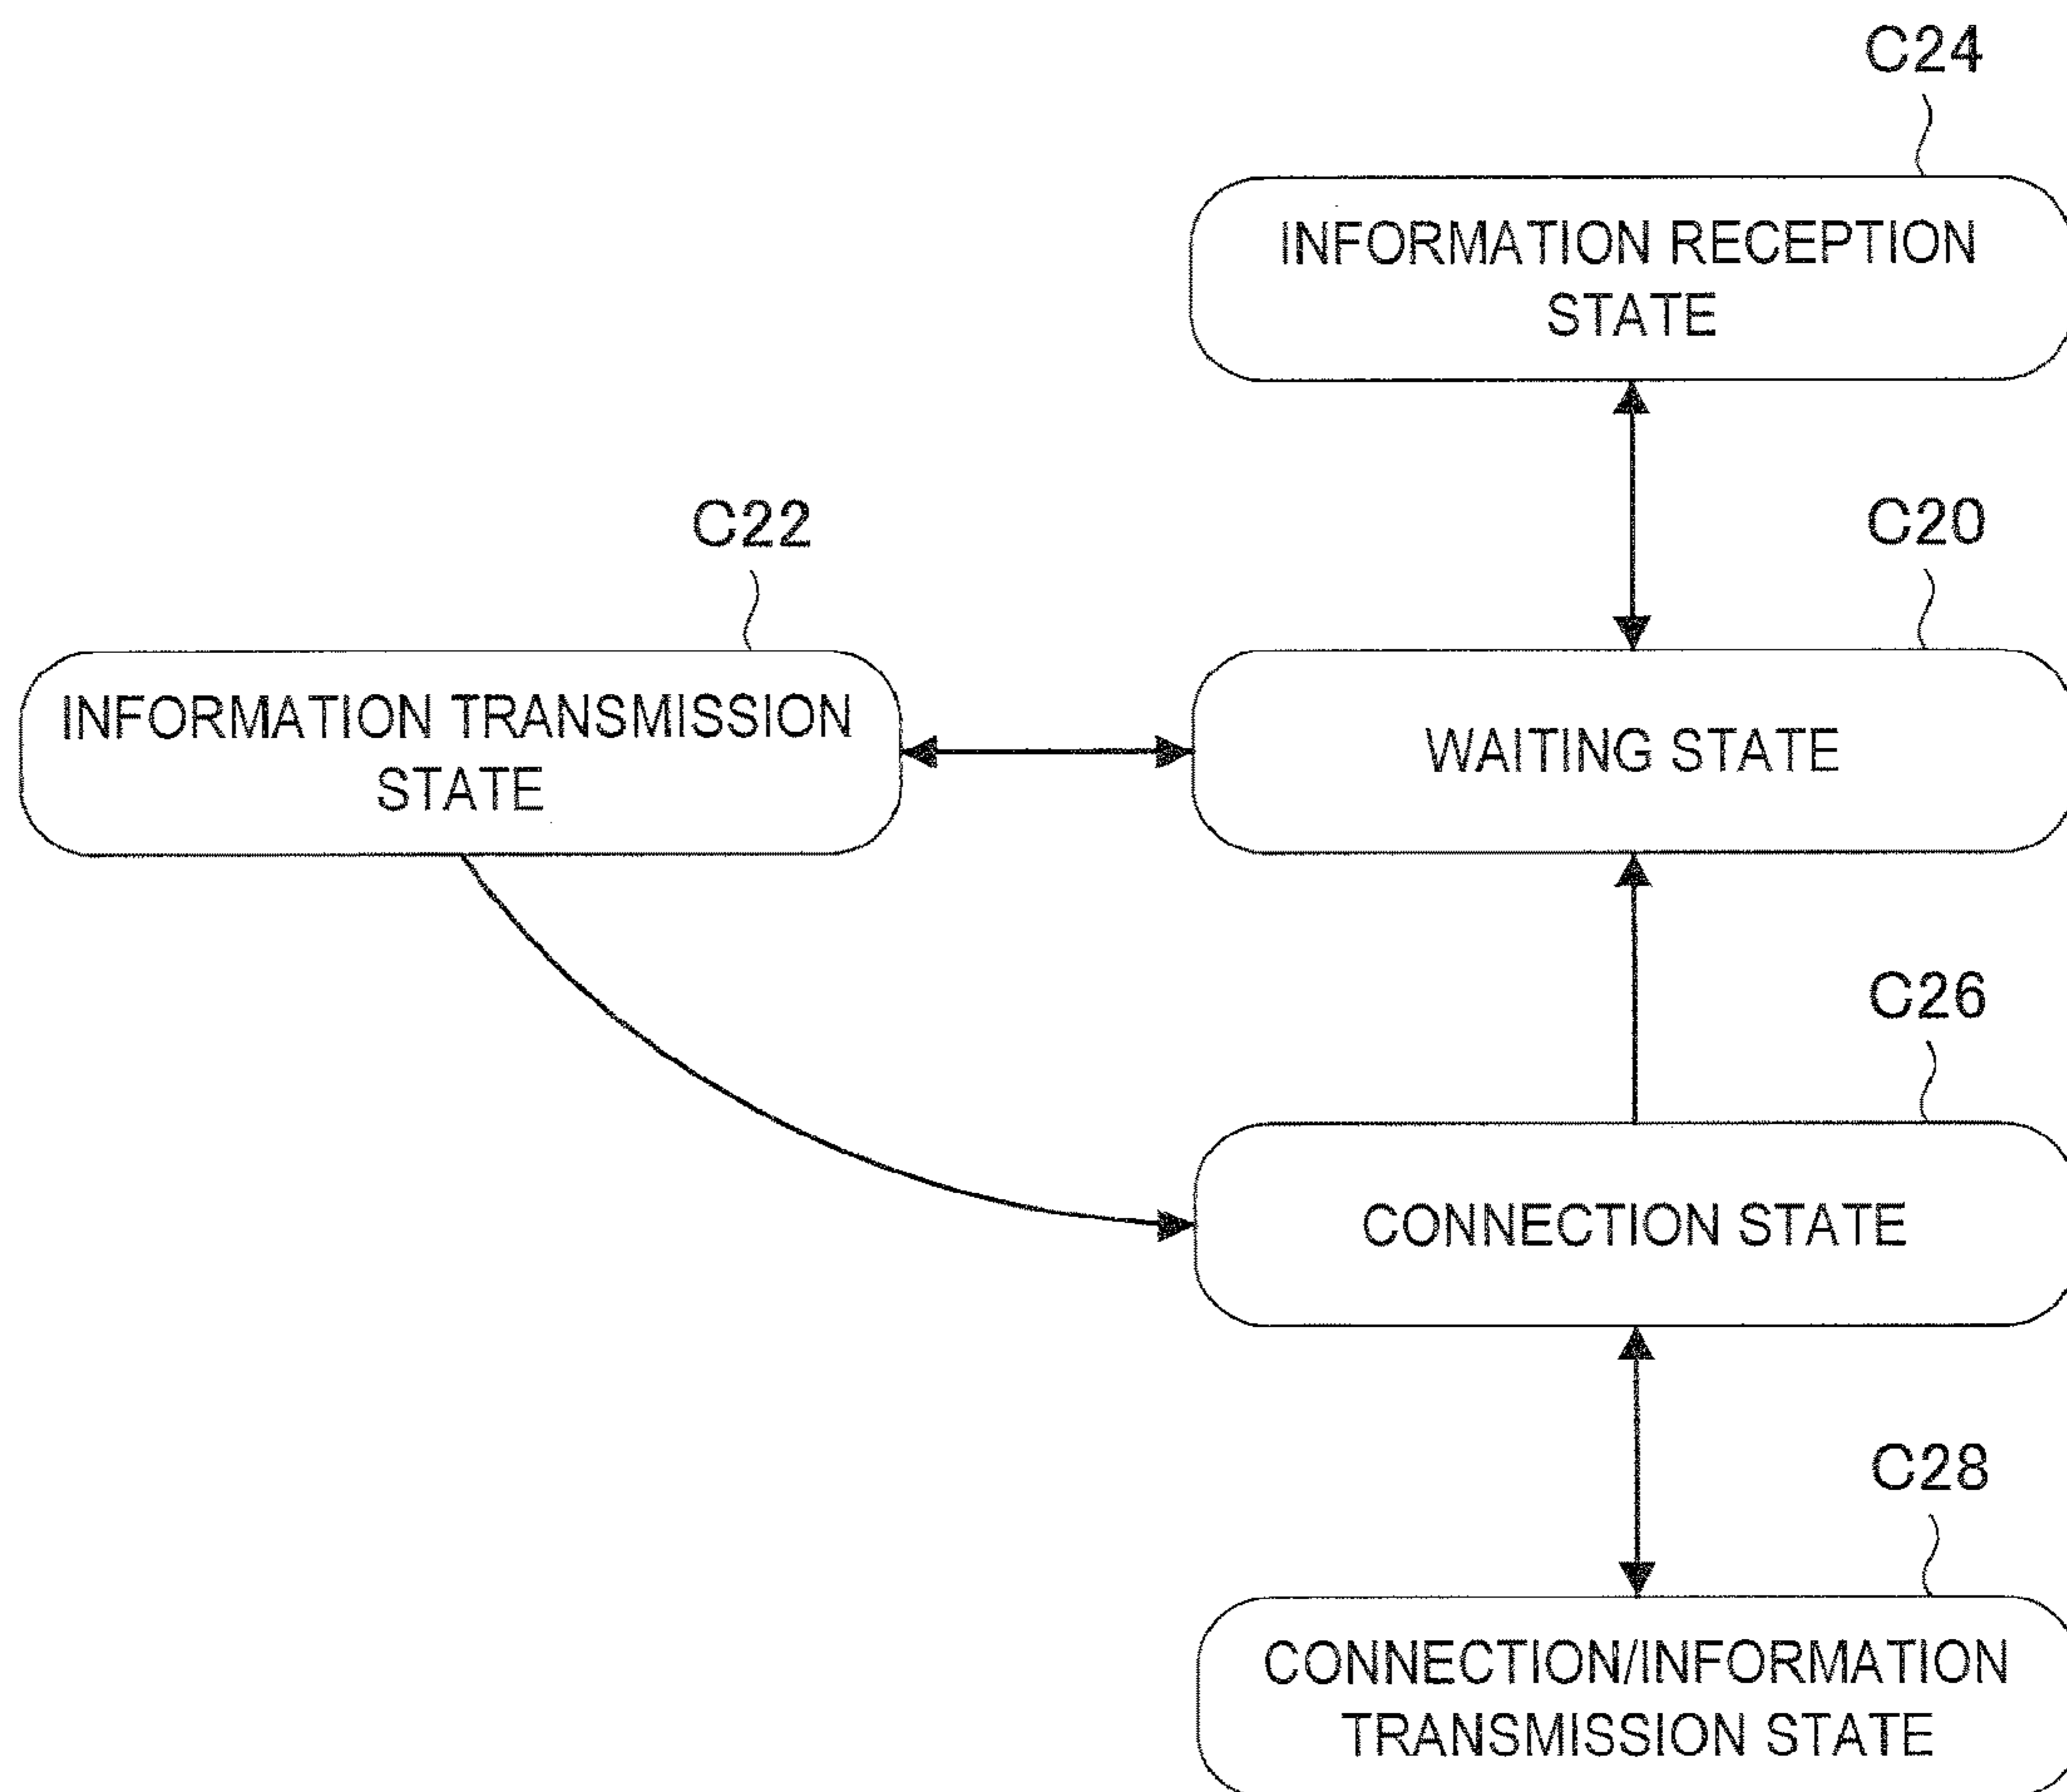 C24
INFORMATION RECEPTION
STATE
C22
C20
INFORMATION TRANSMISSION
STATE
WAITING STATE
C26
CONNECTION STATE
C28
CONNECTION/INFORMATION
TRANSMISSION STATE